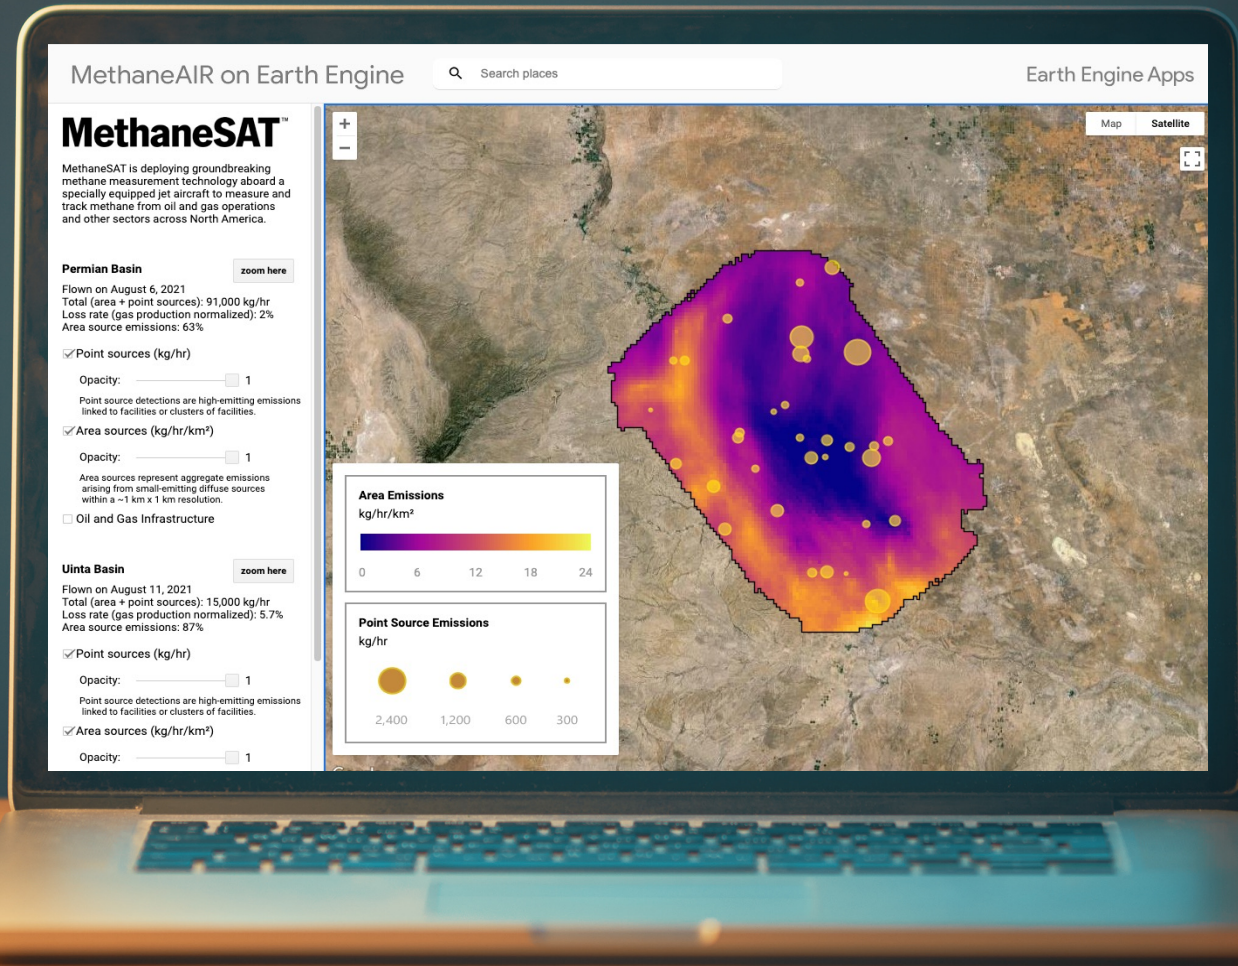 MethaneAIR on Earth Engine
Search places
Earth Engine Apps
MethaneSAT™
MethaneSAT is deploying groundbreaking
methane measurement technology aboard a
specially equipped jet aircraft to measure and
track methane from oil and gas operations
and other sectors across North America.
Permian Basin
zoom here
Flown on August 6, 2021
Total (area + point sources): 91,000 kg/hr
Loss rate (gas production normalized): 2%
Area source emissions: 63%
Point sources (kg/hr)
Opacity: 1
Point source detections are high-emitting emissions
linked to facilities or clusters of facilities.
Area sources (kg/hr/km²)
Opacity: 1
Area sources represent aggregate emissions
arising from small-emitting diffuse sources
within a ~1 km x 1 km resolution.
Oil and Gas Infrastructure
Uinta Basin
zoom here
Flown on August 11, 2021
Total (area + point sources): 15,000 kg/hr
Loss rate (gas production normalized): 5.7%
Area source emissions: 87%
Point sources (kg/hr)
Opacity: 1
Point source detections are high-emitting emissions
linked to facilities or clusters of facilities.
Area sources (kg/hr/km²)
Opacity: 1
+
−
Map Satellite
Area Emissions
kg/hr/km²
0 6 12 18 24
Point Source Emissions
kg/hr
2,400 1,200 600 300